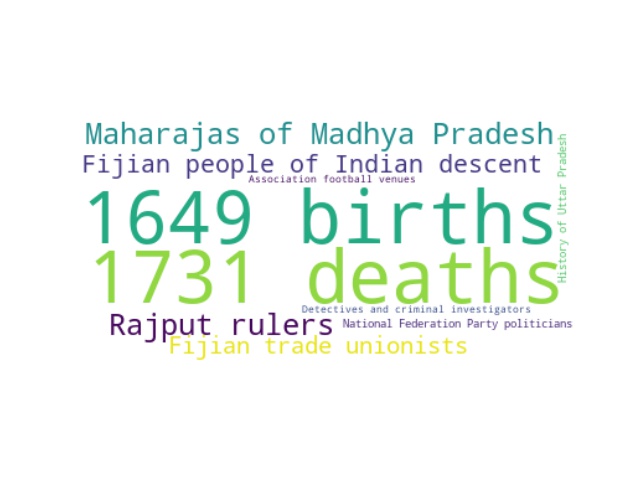 Maharajas of Madhya Pradesh
Fijian people of Indian descent
Association football venues
1649 births
1731 deaths
History of Uttar Pradesh
Detectives and criminal investigators
Rajput rulers
National Federation Party politicians
Fijian trade unionists